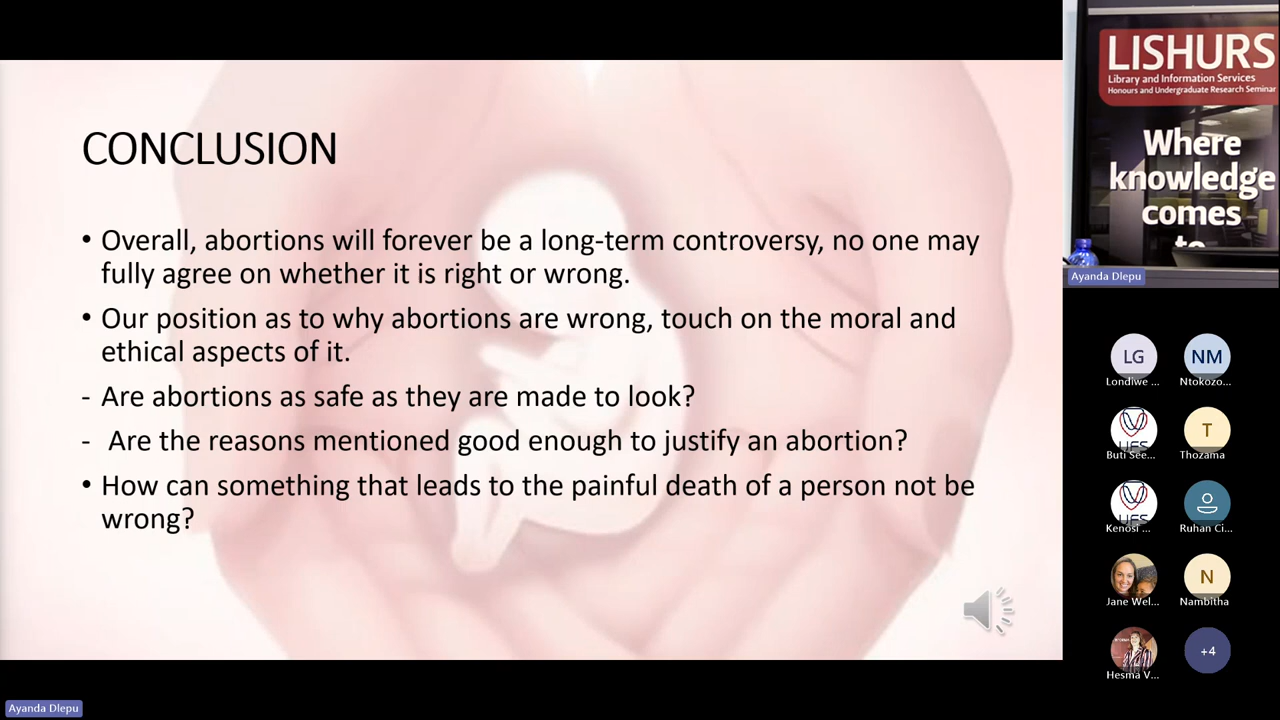 CONCLUSION
• Overall, abortions will forever be a long-term controversy, no one may
fully agree on whether it is right or wrong.
• Our position as to why abortions are wrong, touch on the moral and
ethical aspects of it.
- Are abortions as safe as they are made to look?
- Are the reasons mentioned good enough to justify an abortion?
• How can something that leads to the painful death of a person not be
wrong?
Ayanda Dlepu
LISHURS
Library and Information Services
Honours and Undergraduate Research Seminar
Where
knowledge
comes
to
Ayanda Dlepu
LG
NM
Londiwe ...
Ntokozo...
UFS
T
Buti See...
Thozama
UFS
Kenosi ...
Ruhan Ci...
N
Jane Wel...
Nambitha
+4
Hesma V...